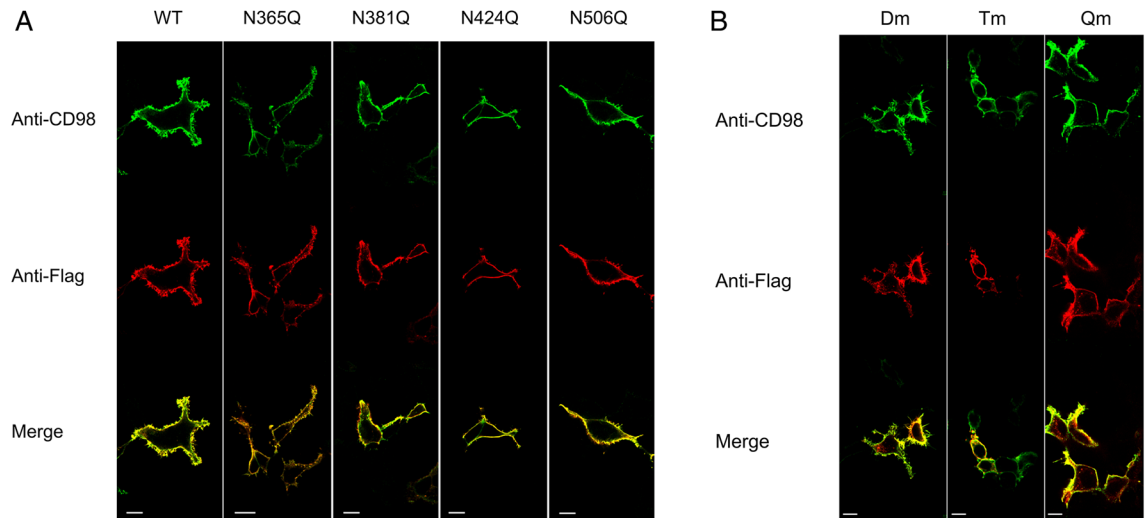 A
WT N365Q N381Q N424Q N506Q
Anti-CD98
Anti-Flag
Merge
B
Dm Tm Qm
Anti-CD98
Anti-Flag
Merge